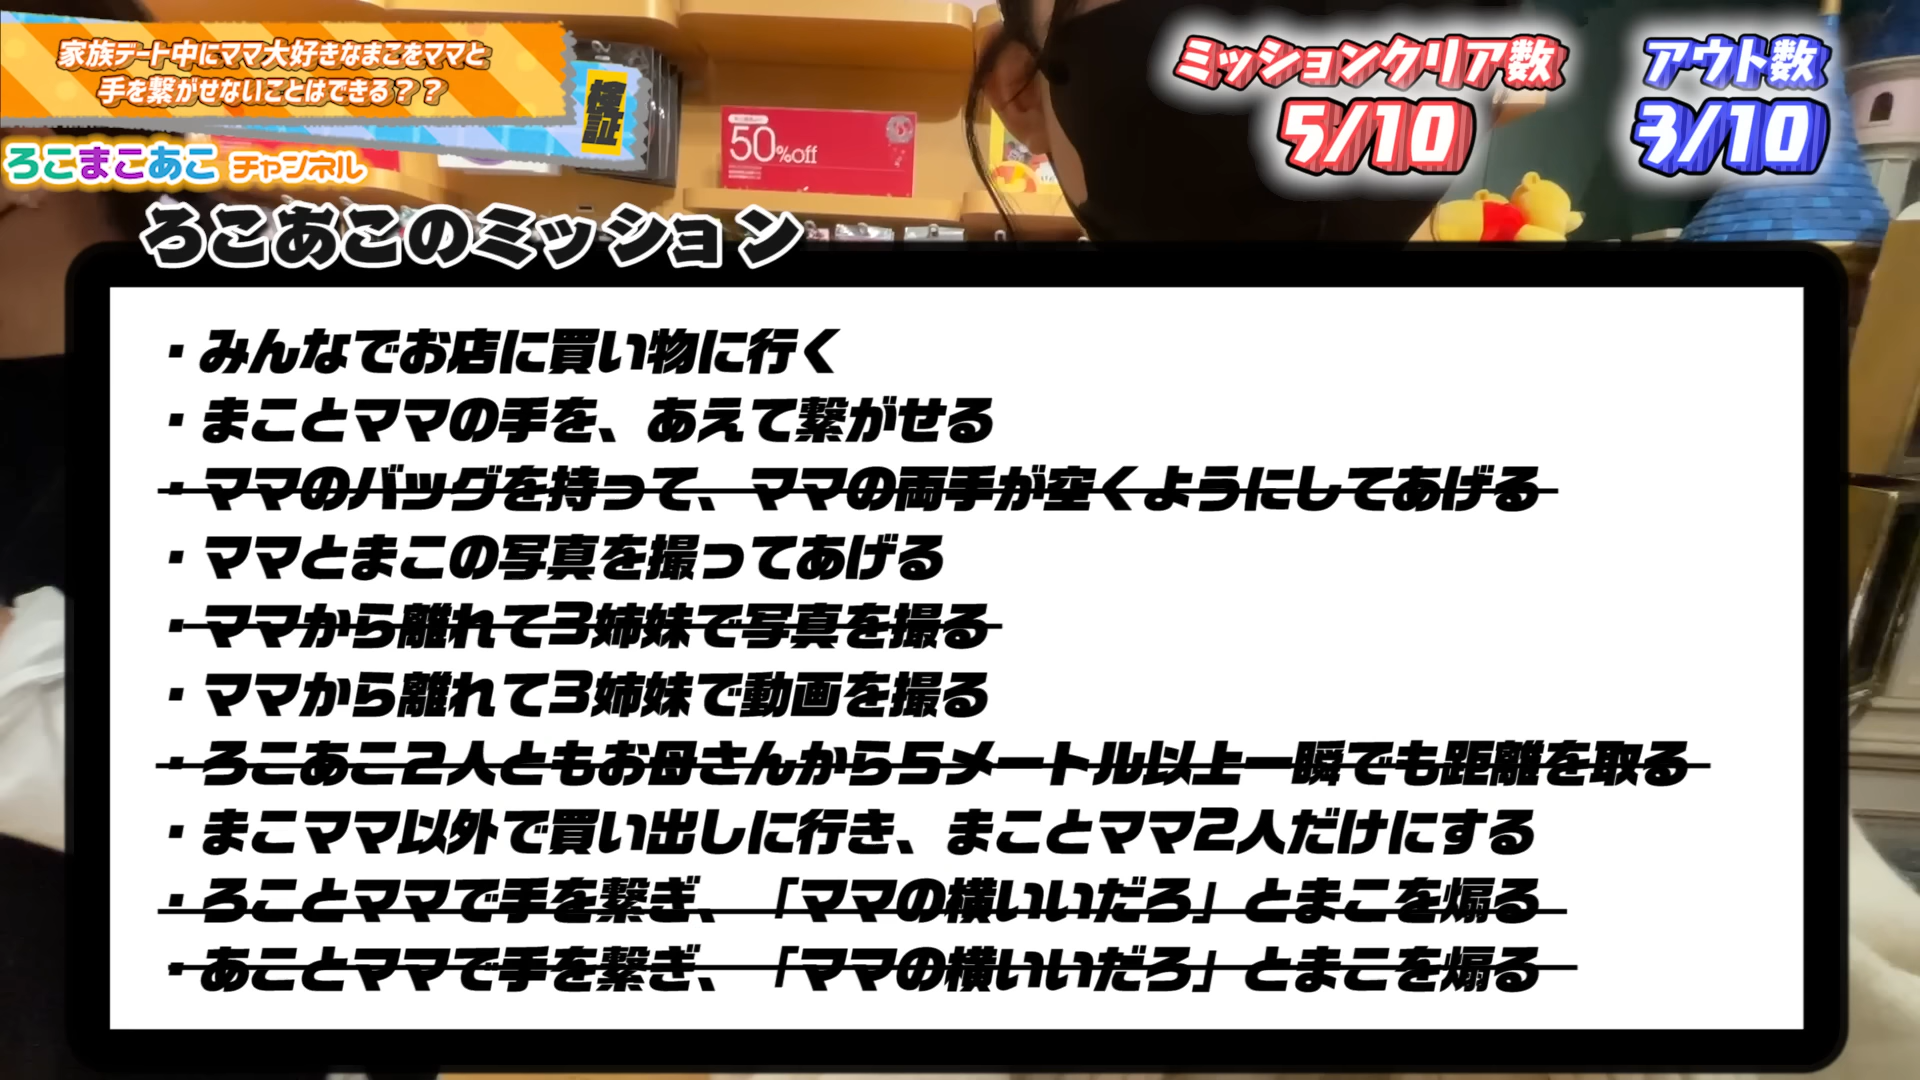 家族デート中にママ大好きなまこをママと
手を繋がせないことはできる？？
検証
ろこまこあこ チャンネル
ミッションクリア数
5/10
アウト数
3/10
50%off
ろこあこのミッション
・みんなでお店に買い物に行く
・まことママの手を、あえて繋がせる
・ママのバッグを持って、ママの両手が空くようにしてあげる
・ママとまこの写真を撮ってあげる
・ママから離れて3姉妹で写真を撮る
・ママから離れて3姉妹で動画を撮る
・ろこあこ2人ともお母さんから5メートル以上一瞬でも距離を取る
・まこママ以外で買い出しに行き、まことママ2人だけにする
・ろことママで手を繋ぎ、「ママの横いいだろ」とまこを煽る
・あことママで手を繋ぎ、「ママの横いいだろ」とまこを煽る